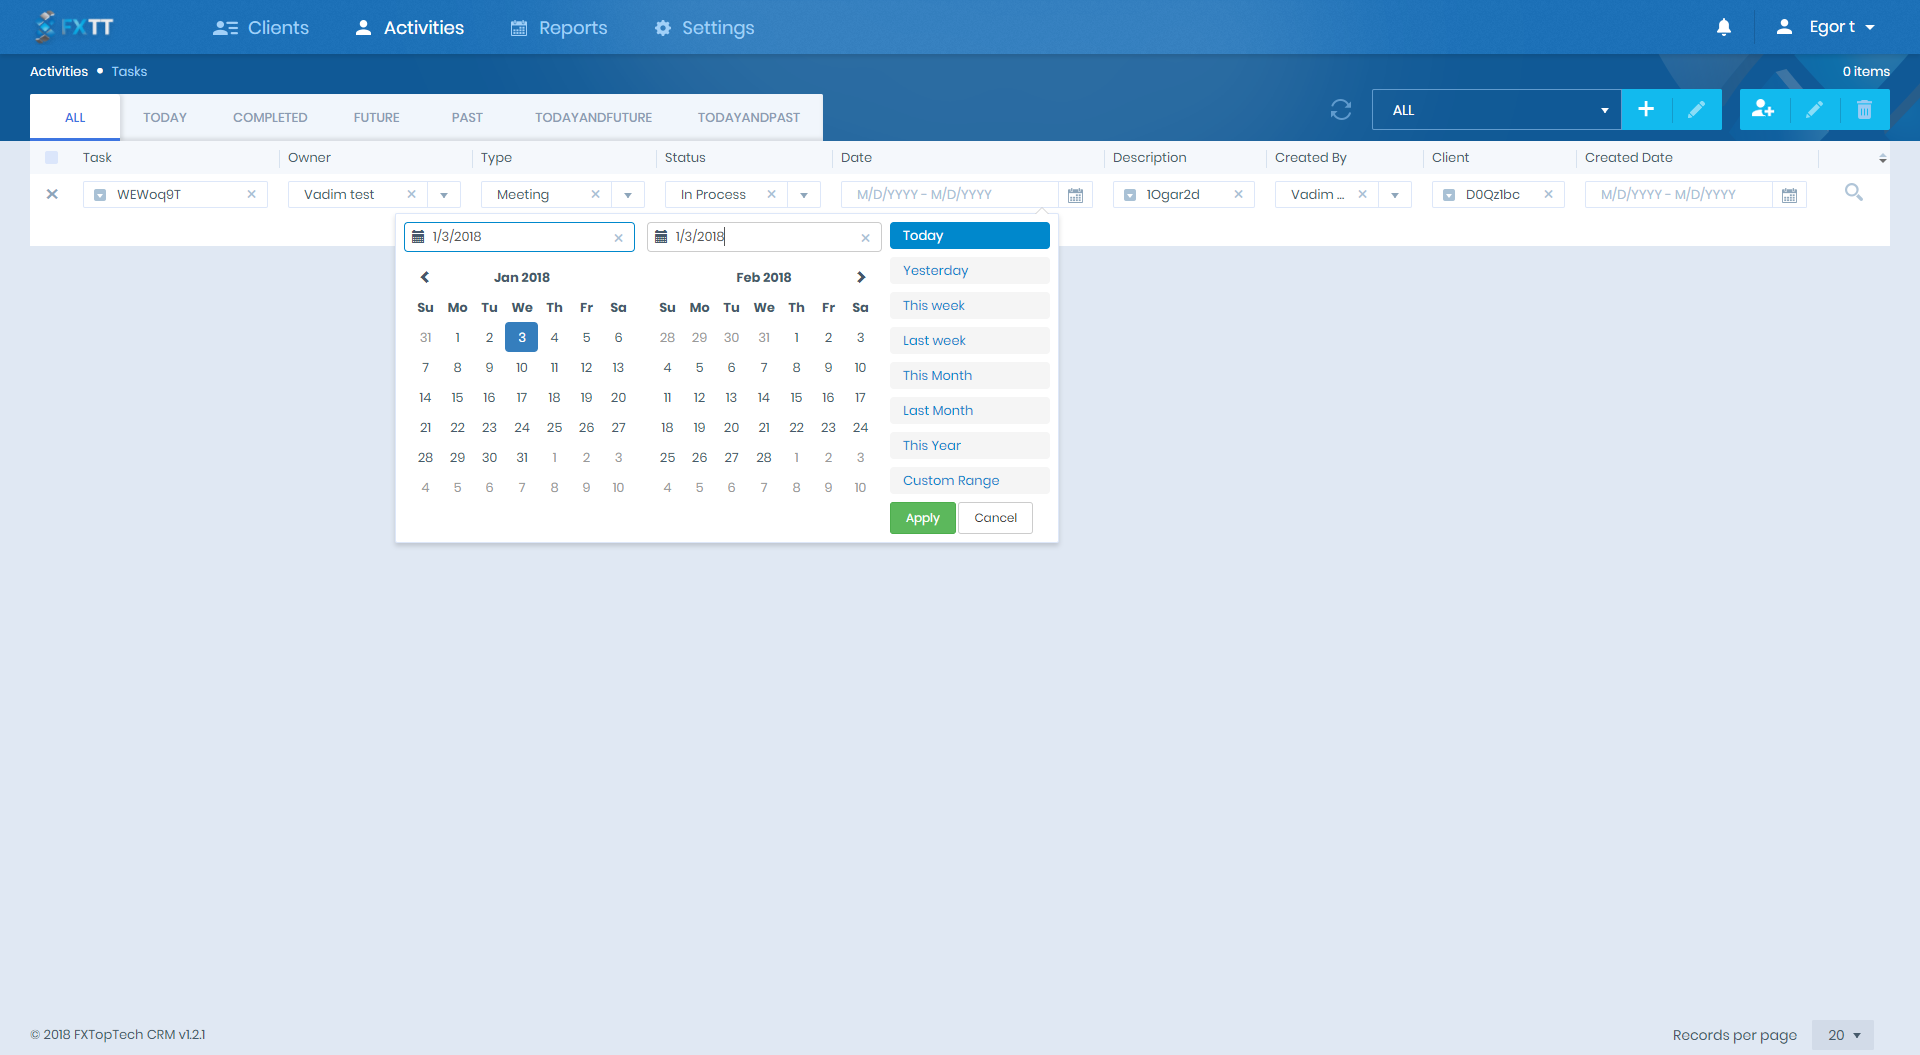 FXTT Clients Activities Reports Settings Egor t
Activities • Tasks 0 items
ALL TODAY COMPLETED FUTURE PAST TODAYANDFUTURE TODAYANDPAST ALL
Task Owner Type Status Date Description Created By Client Created Date
WEWoq9T Vadim test Meeting In Process M/D/YYYY - M/D/YYYY 1Ogar2d Vadim ... D0Qz1bc M/D/YYYY - M/D/YYYY
1/3/2018 1/3/2018 Today
Yesterday
Jan 2018 Feb 2018
This week
Su Mo Tu We Th Fr Sa Su Mo Tu We Th Fr Sa
31 1 2 3 4 5 6 28 29 30 31 1 2 3
Last week
7 8 9 10 11 12 13 4 5 6 7 8 9 10
This Month
14 15 16 17 18 19 20 11 12 13 14 15 16 17
Last Month
21 22 23 24 25 26 27 18 19 20 21 22 23 24
This Year
28 29 30 31 1 2 3 25 26 27 28 1 2 3
Custom Range
4 5 6 7 8 9 10 4 5 6 7 8 9 10
Apply Cancel
© 2018 FXTopTech CRM v1.2.1 Records per page 20